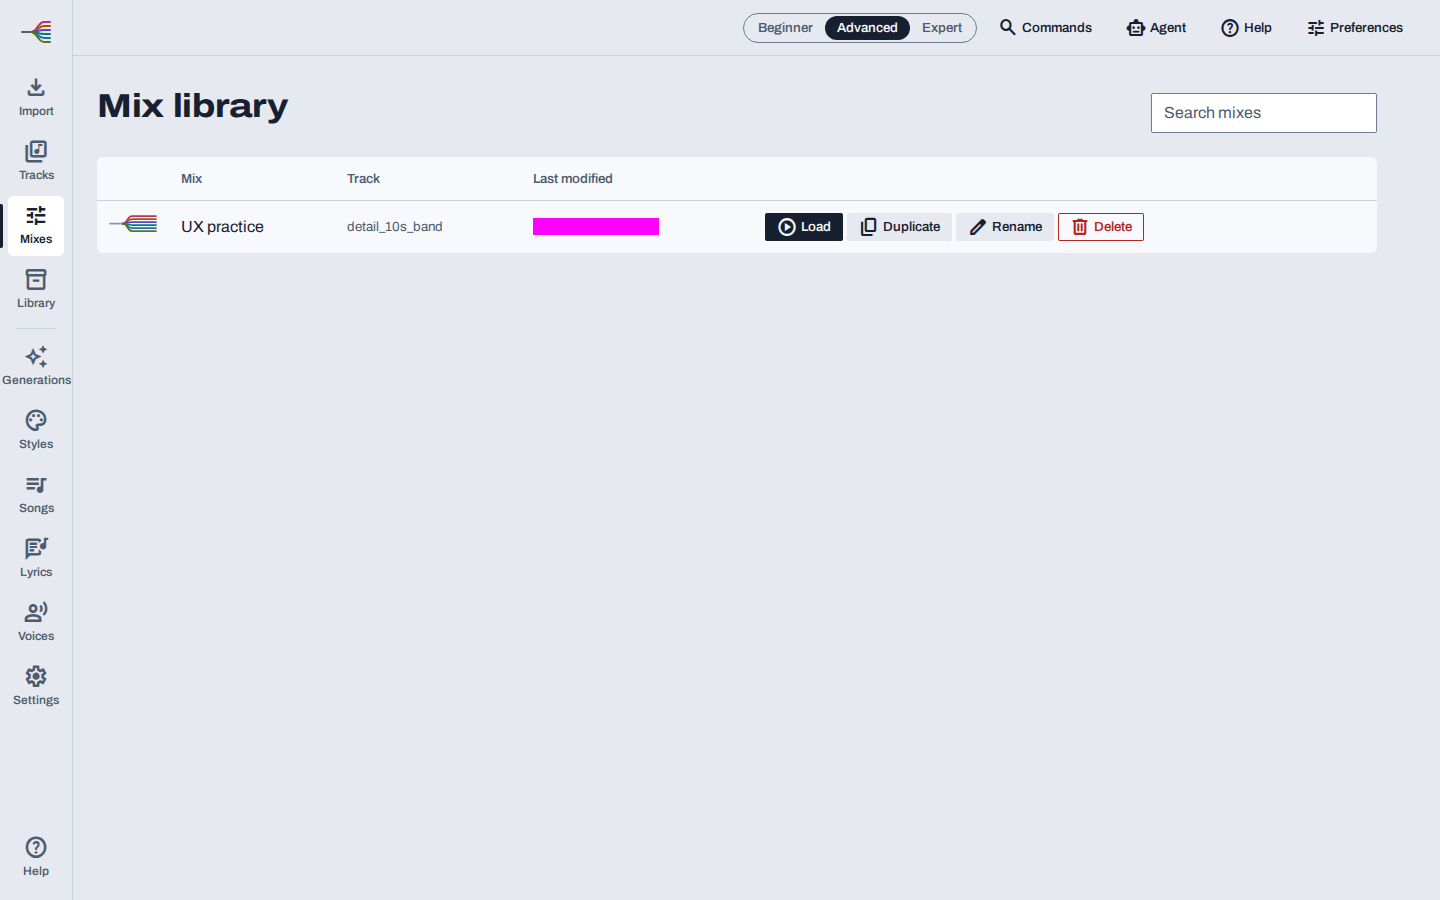 Beginner Advanced Expert Commands Agent Help Preferences
Import
Tracks
Mixes
Library
Generations
Styles
Songs
Lyrics
Voices
Settings
Help
Mix library
Search mixes
Mix Track Last modified
UX practice detail_10s_band Load Duplicate Rename Delete